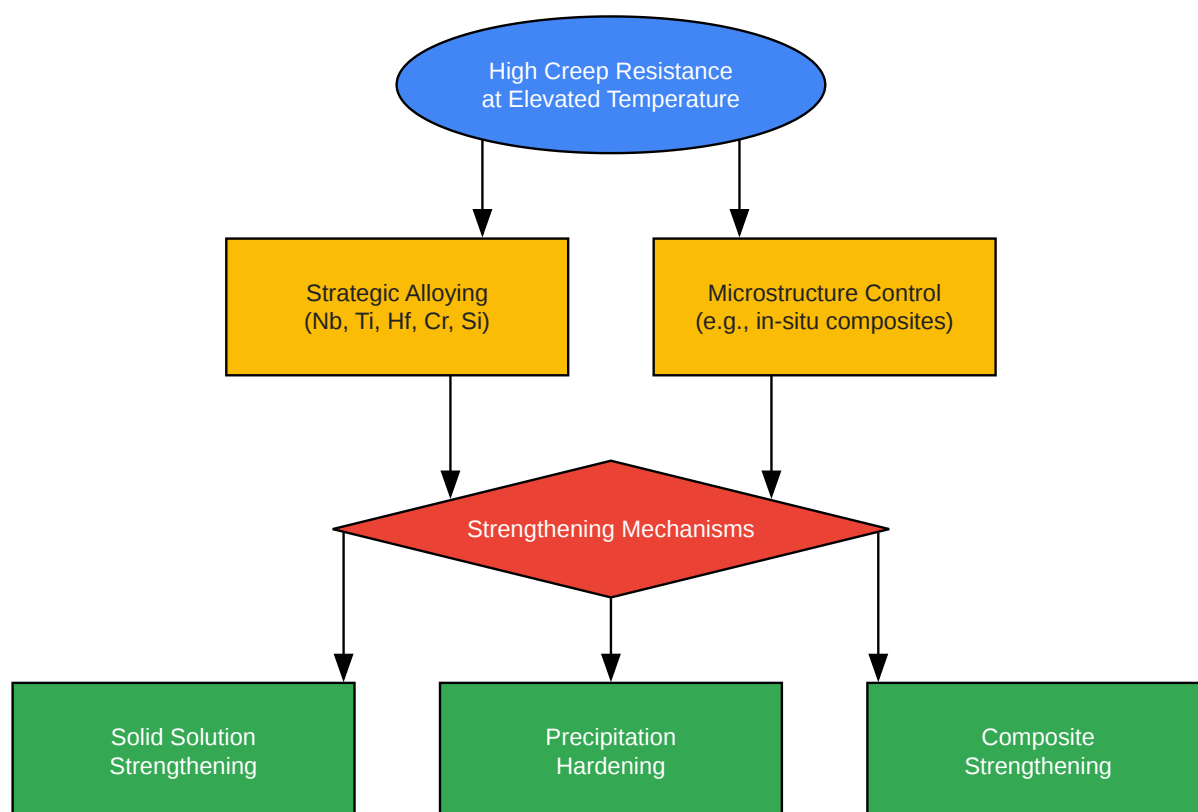 High Creep Resistance
at Elevated Temperature
Strategic Alloying
(Nb, Ti, Hf, Cr, Si)
Microstructure Control
(e.g., in-situ composites)
Strengthening Mechanisms
Solid Solution
Strengthening
Precipitation
Hardening
Composite
Strengthening